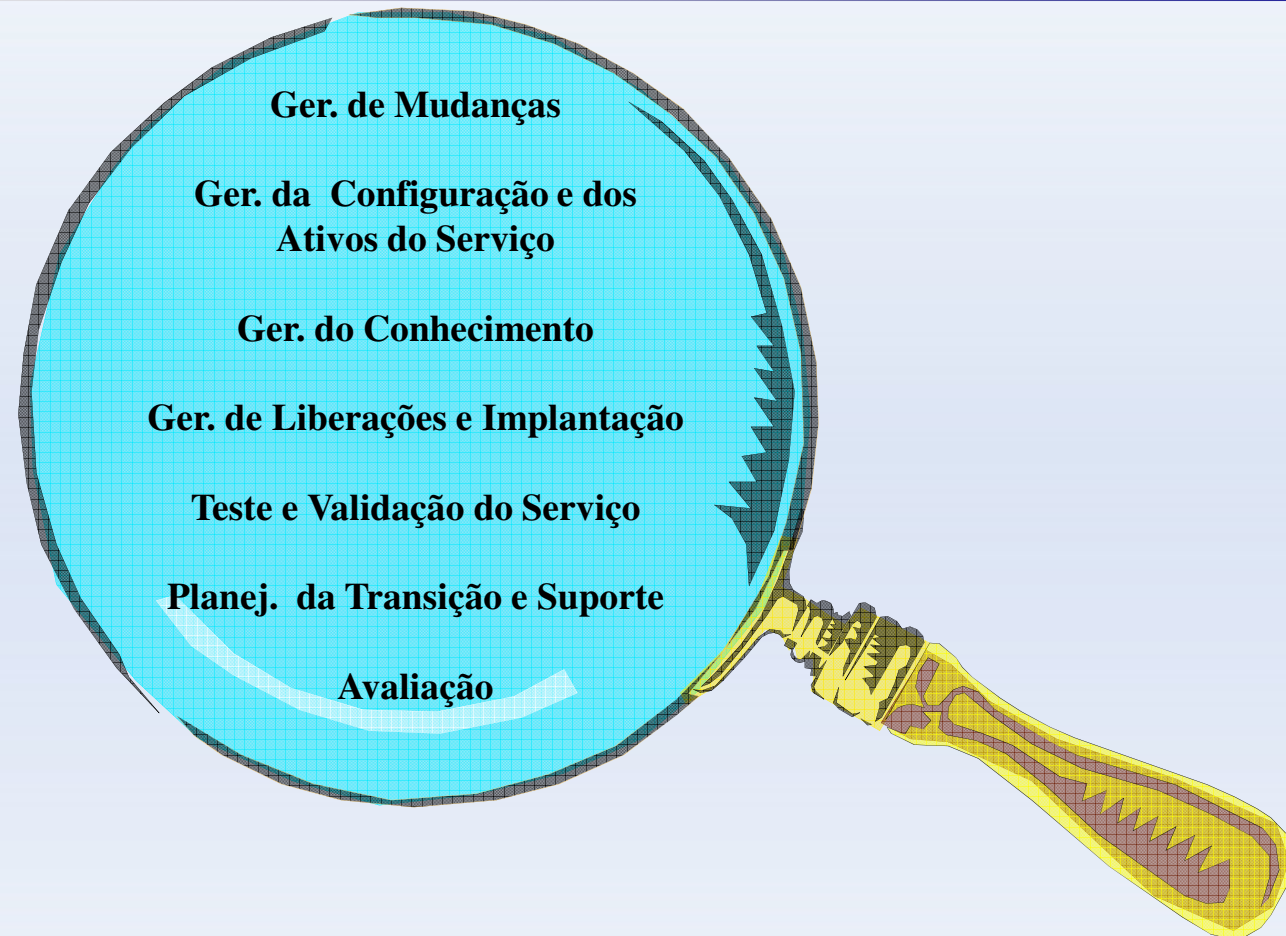 Ger. de Mudanças
Ger. da Configuração e dos
Ativos do Serviço
Ger. do Conhecimento
Ger. de Liberações e Implantação
Teste e Validação do Serviço
Planej. da Transição e Suporte
Avaliação